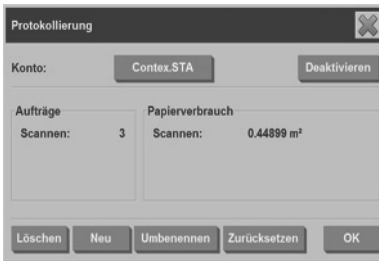 Protokollierung
Konto: Contex.STA Deaktivieren
Aufträge Papierverbrauch
Scannen: 3 Scannen: 0.44899 m²
Löschen Neu Umbenennen Zurücksetzen OK